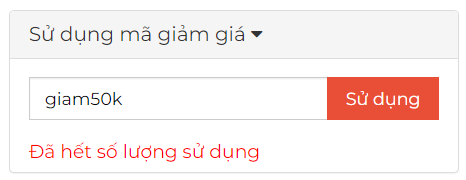 Sử dụng mã giảm giá
giam50k
Sử dụng
Đã hết số lượng sử dụng